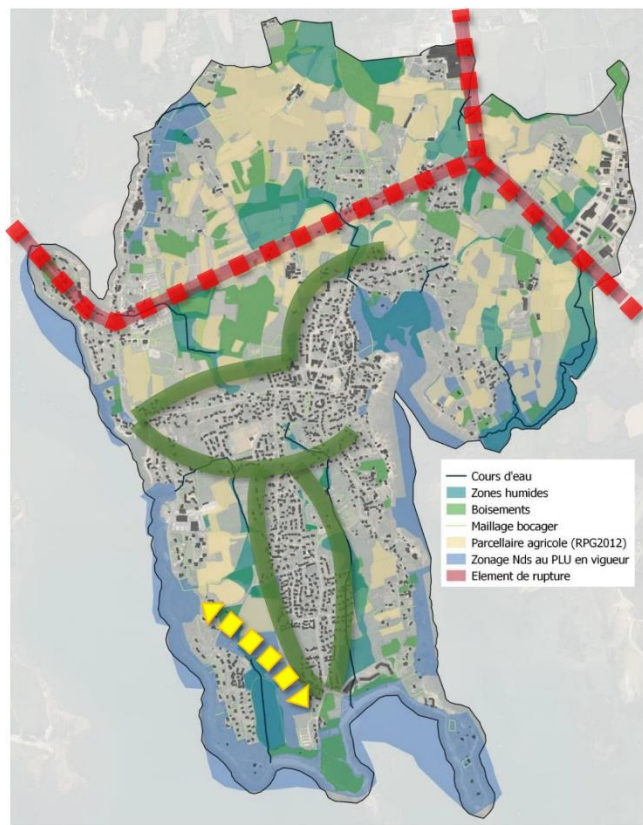 Cours d'eau
Zones humides
Boisements
Maillage bocager
Parcellaire agricole (RPG2012)
Zonage Nds au PLU en vigueur
Element de rupture